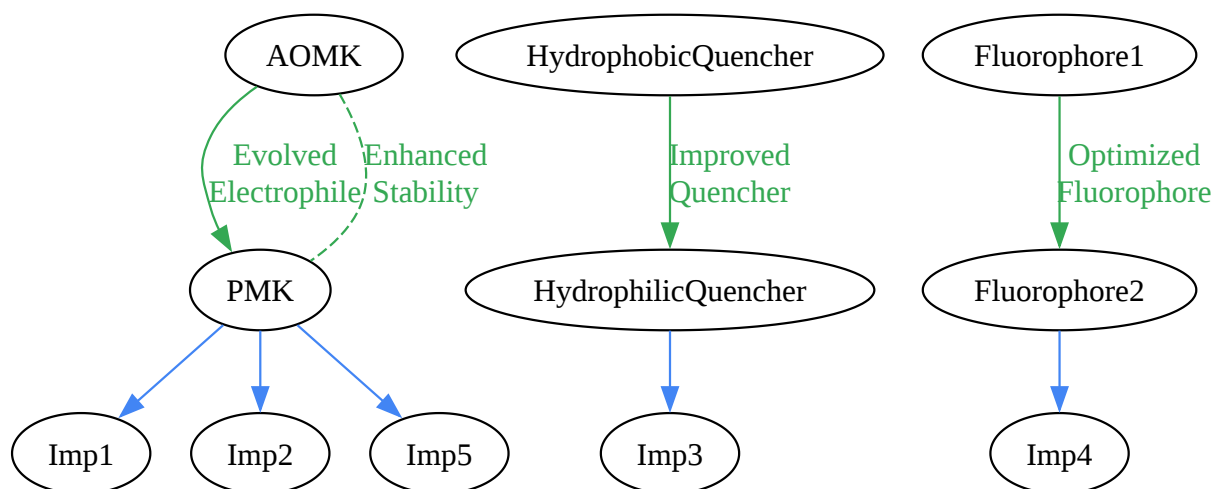 AOMK
HydrophobicQuencher
Fluorophore1
Evolved
Electrophile
Enhanced
Stability
Improved
Quencher
Optimized
Fluorophore
PMK
HydrophilicQuencher
Fluorophore2
Imp1
Imp2
Imp5
Imp3
Imp4